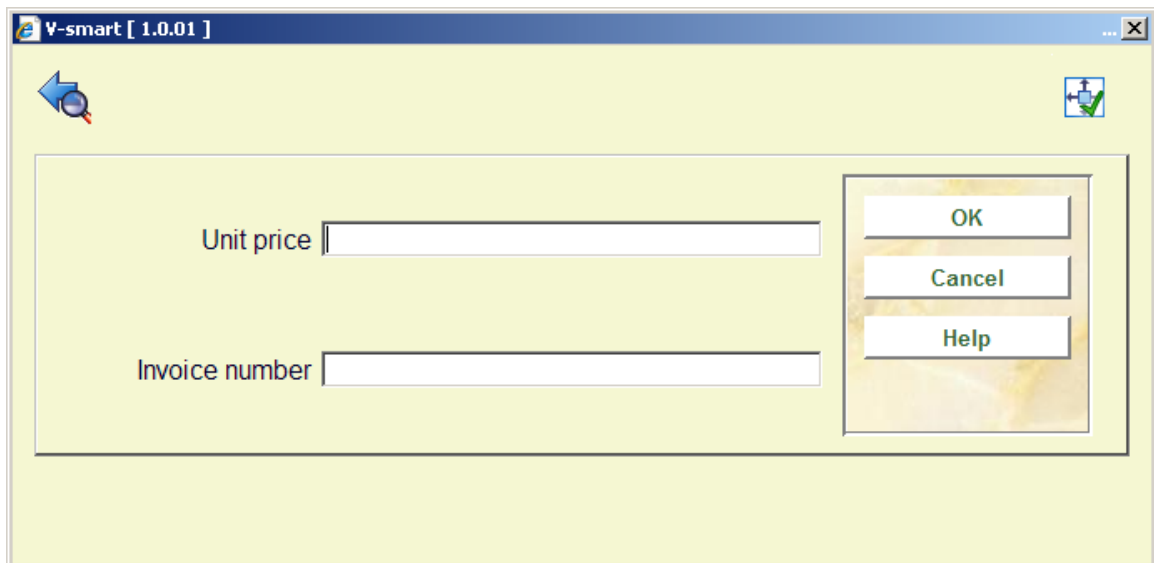 V-smart [ 1.0.01 ] ...
Unit price
Invoice number
OK
Cancel
Help